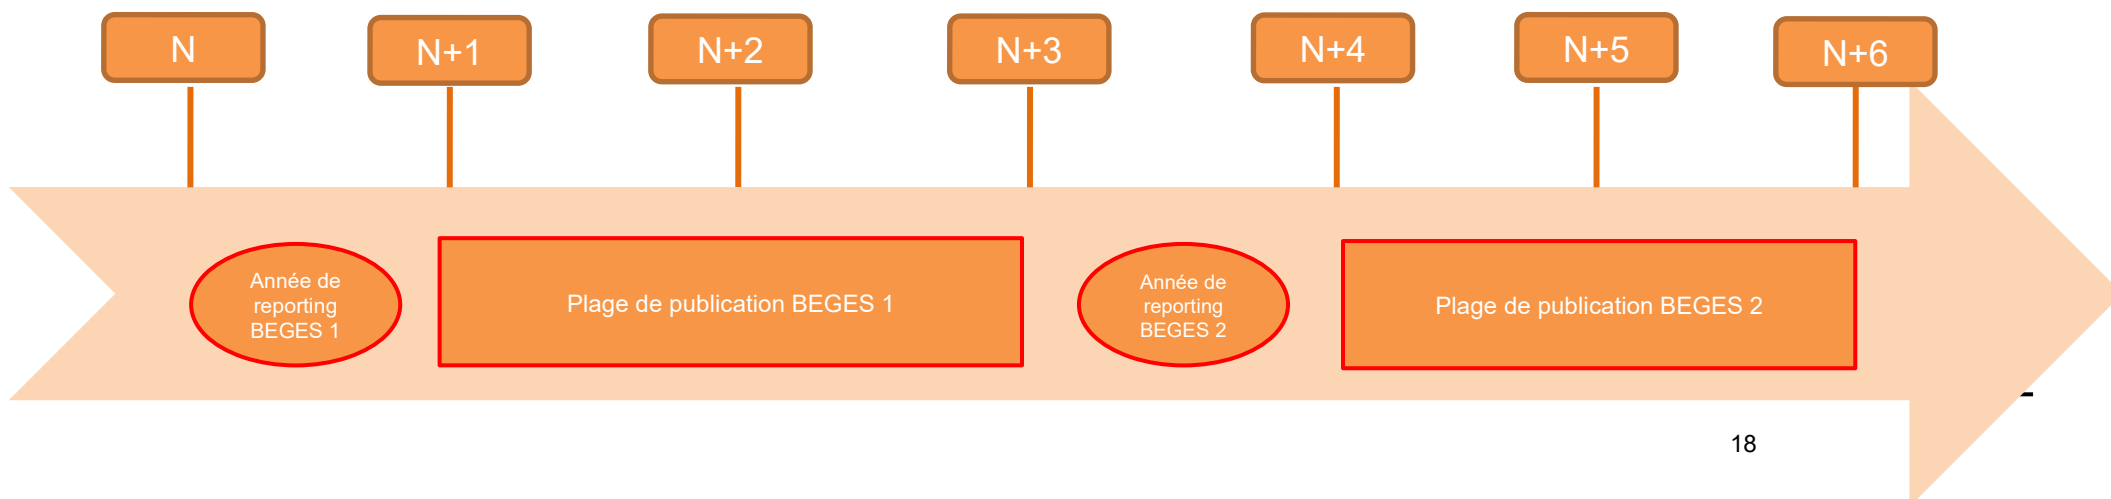 N
N+1
N+2
N+3
N+4
N+5
N+6
Année de
reporting
BEGES 1
Plage de publication BEGES 1
Année de
reporting
BEGES 2
Plage de publication BEGES 2
18